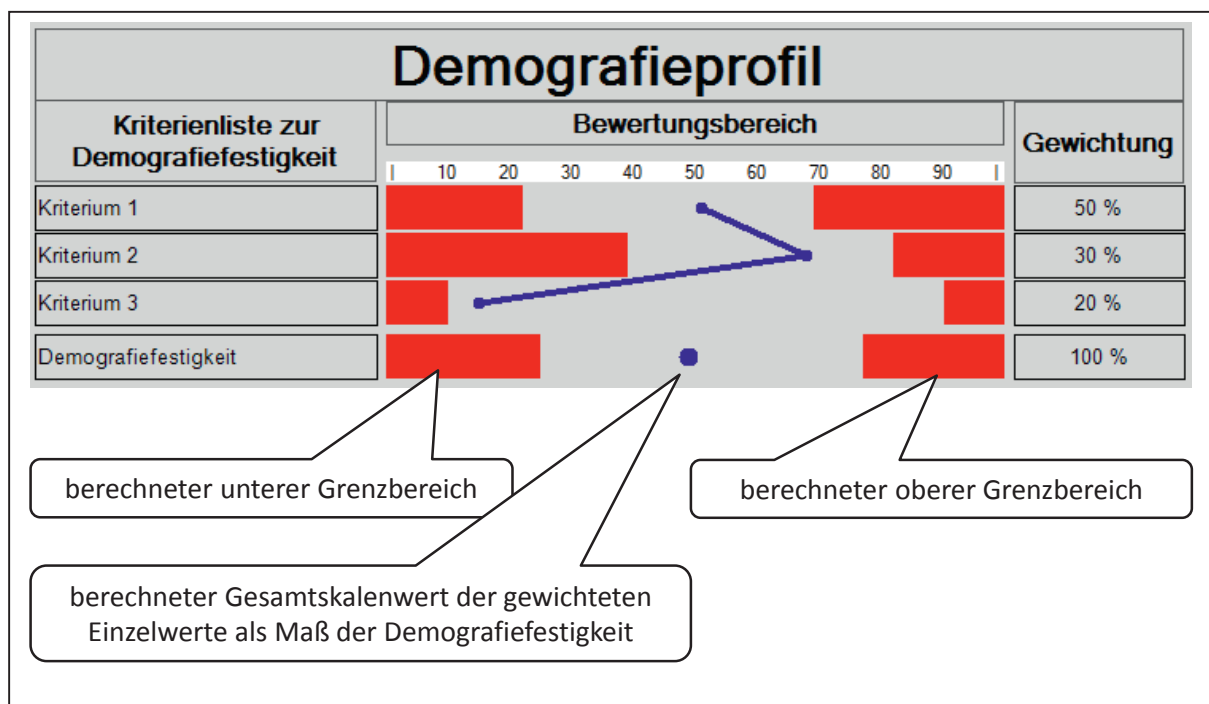 Demografieprofil
Kriterienliste zur
Demografiefestigkeit
Bewertungsbereich
Gewichtung
| 10 20 30 40 50 60 70 80 90 |
Kriterium 1
50 %
Kriterium 2
30 %
Kriterium 3
20 %
Demografiefestigkeit
100 %
berechneter unterer Grenzbereich
berechneter oberer Grenzbereich
berechneter Gesamtskalenwert der gewichteten
Einzelwerte als Maß der Demografiefestigkeit